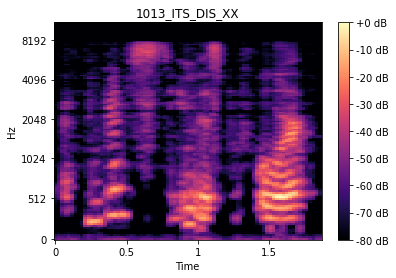 1013_ITS_DIS_XX
8192
4096
2048
1024
512
0
Hz
0
0.5
1
1.5
Time
+0 dB
-10 dB
-20 dB
-30 dB
-40 dB
-50 dB
-60 dB
-70 dB
-80 dB